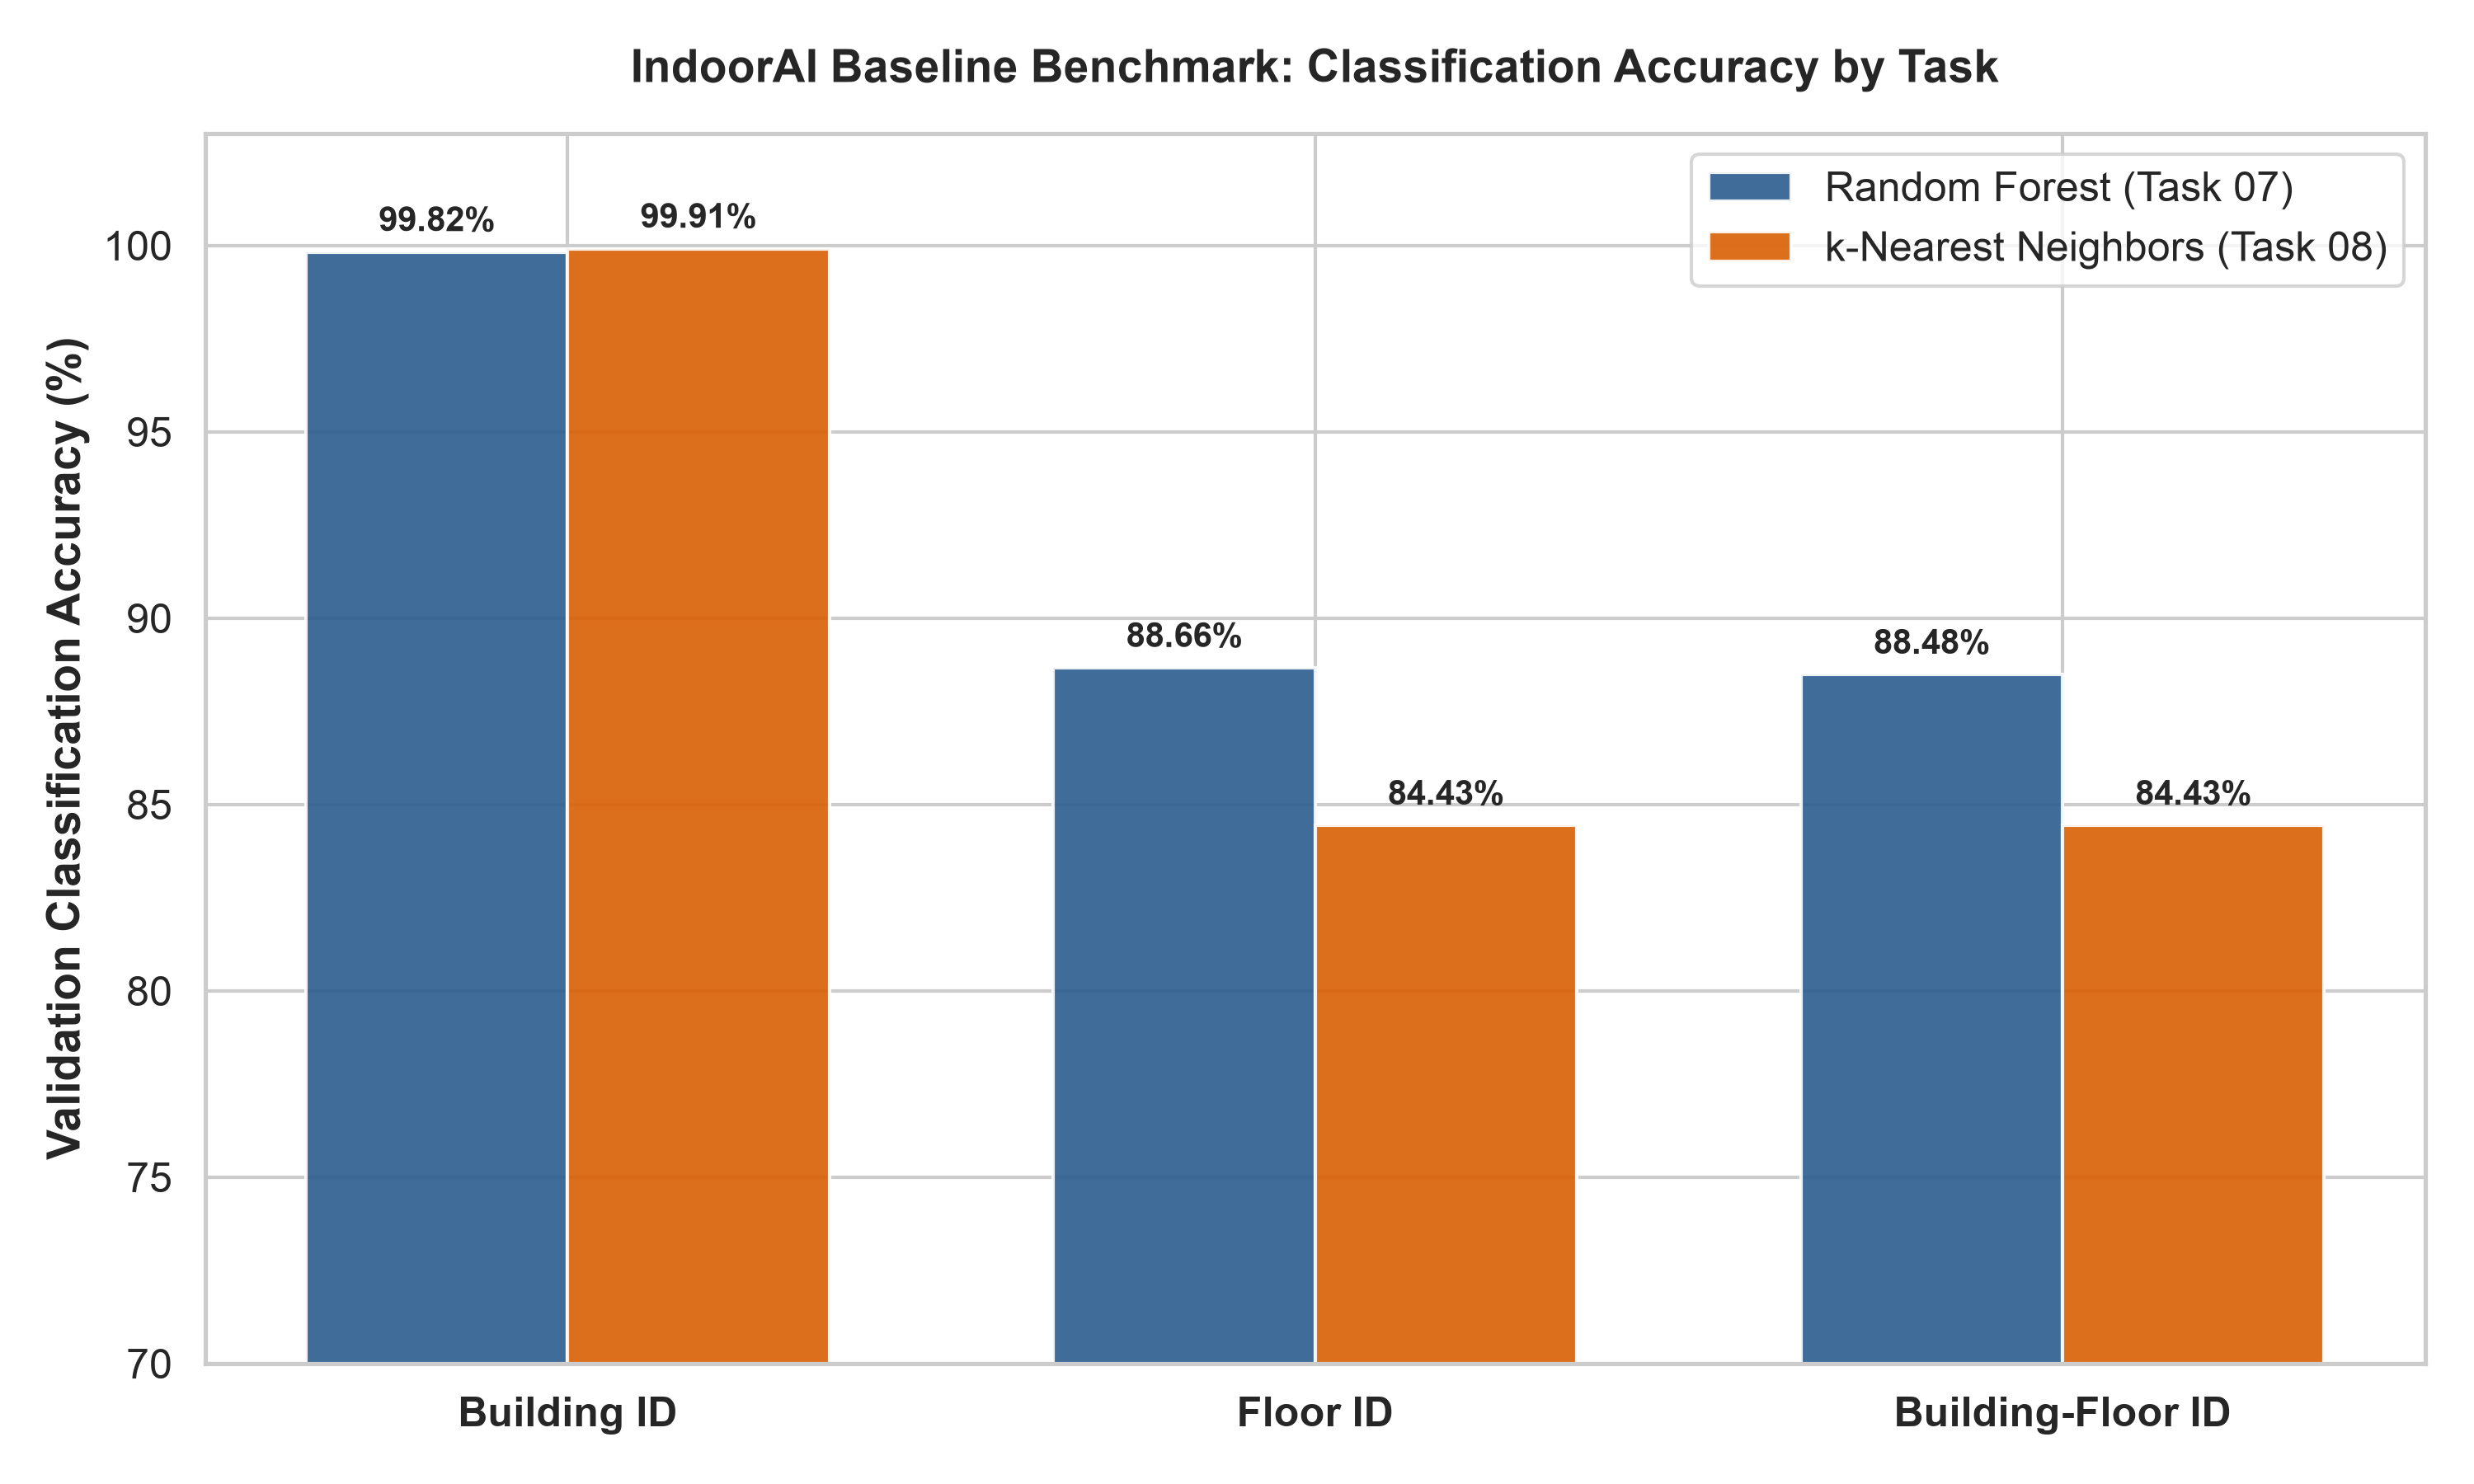 IndoorAI Baseline Benchmark: Classification Accuracy by Task
Random Forest (Task 07)
k-Nearest Neighbors (Task 08)
Validation Classification Accuracy (%)
100
95
90
85
80
75
70
99.82%
99.91%
88.66%
84.43%
88.48%
84.43%
Building ID
Floor ID
Building-Floor ID